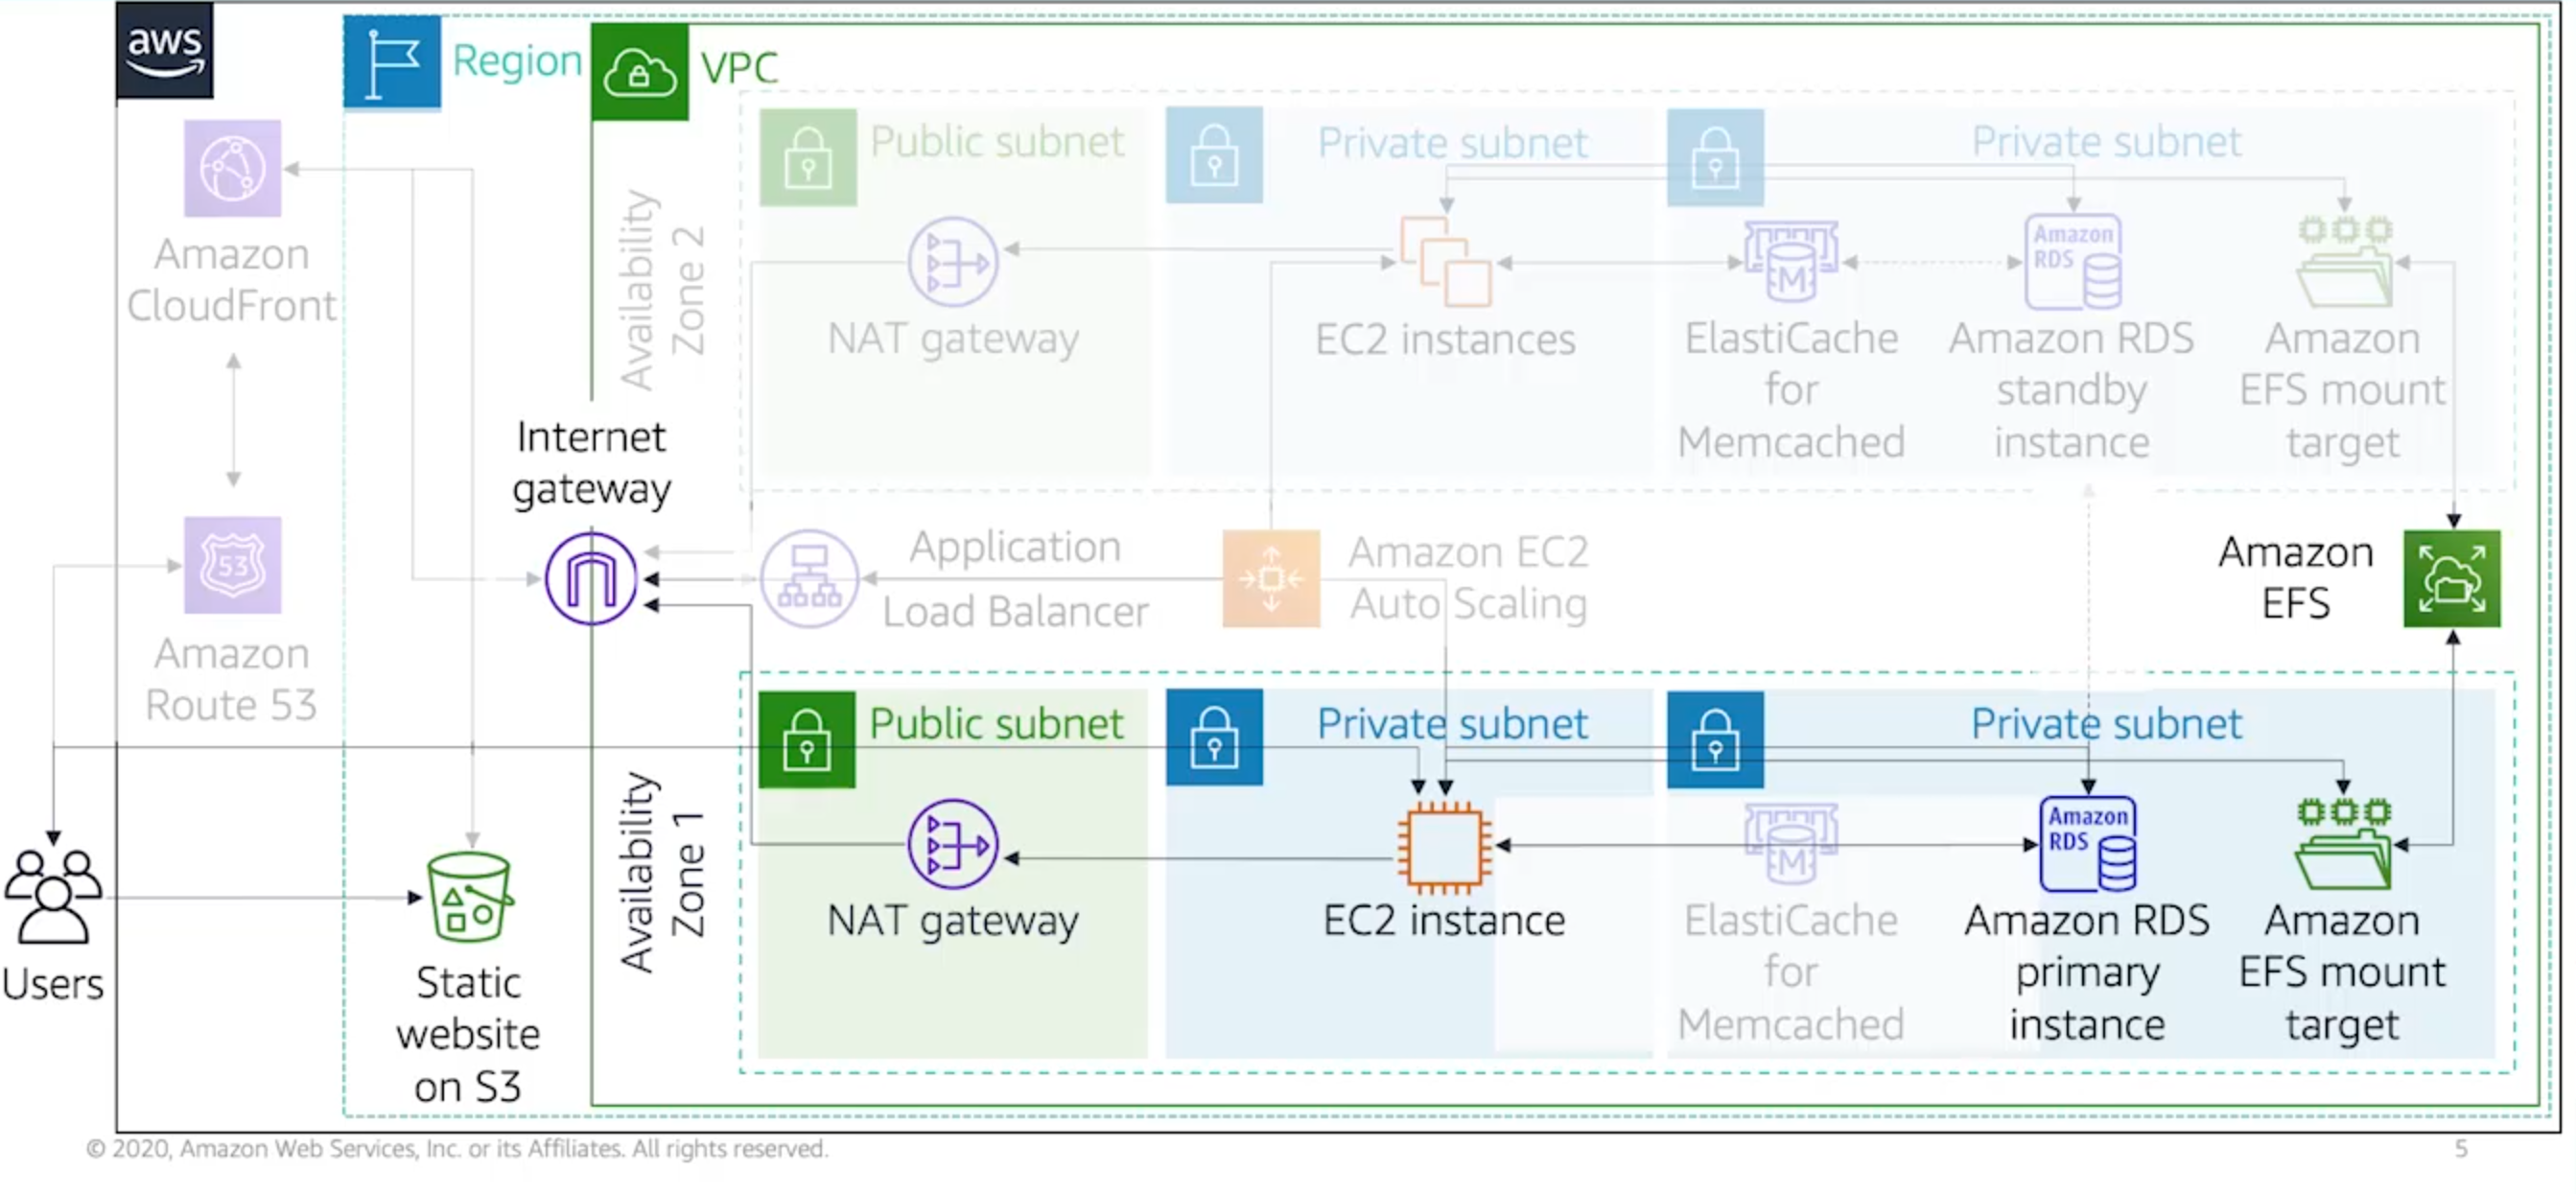 aws
Region
VPC
Amazon
CloudFront
Amazon
Route 53
Users
Static
website
on S3
Internet
gateway
Availability
Zone 2
Public subnet
NAT gateway
Private subnet
EC2 instances
Private subnet
M
ElastiCache
for
Memcached
Amazon
RDS
Amazon RDS
standby
instance
Amazon
EFS mount
target
53
Application
Load Balancer
Amazon EC2
Auto Scaling
Amazon
EFS
Availability
Zone 1
Public subnet
NAT gateway
Private subnet
EC2 instance
Private subnet
M
ElastiCache
for
Memcached
Amazon
RDS
Amazon RDS
primary
instance
Amazon
EFS mount
target
© 2020, Amazon Web Services, Inc. or its Affiliates. All rights reserved.
5